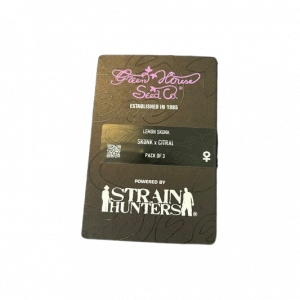 Green House
Seed Co.®
ESTABLISHED IN 1985
LEMON SKUNK
SKUNK x CITRAL
PACK OF 3
POWERED BY
STRAIN
HUNTERS®